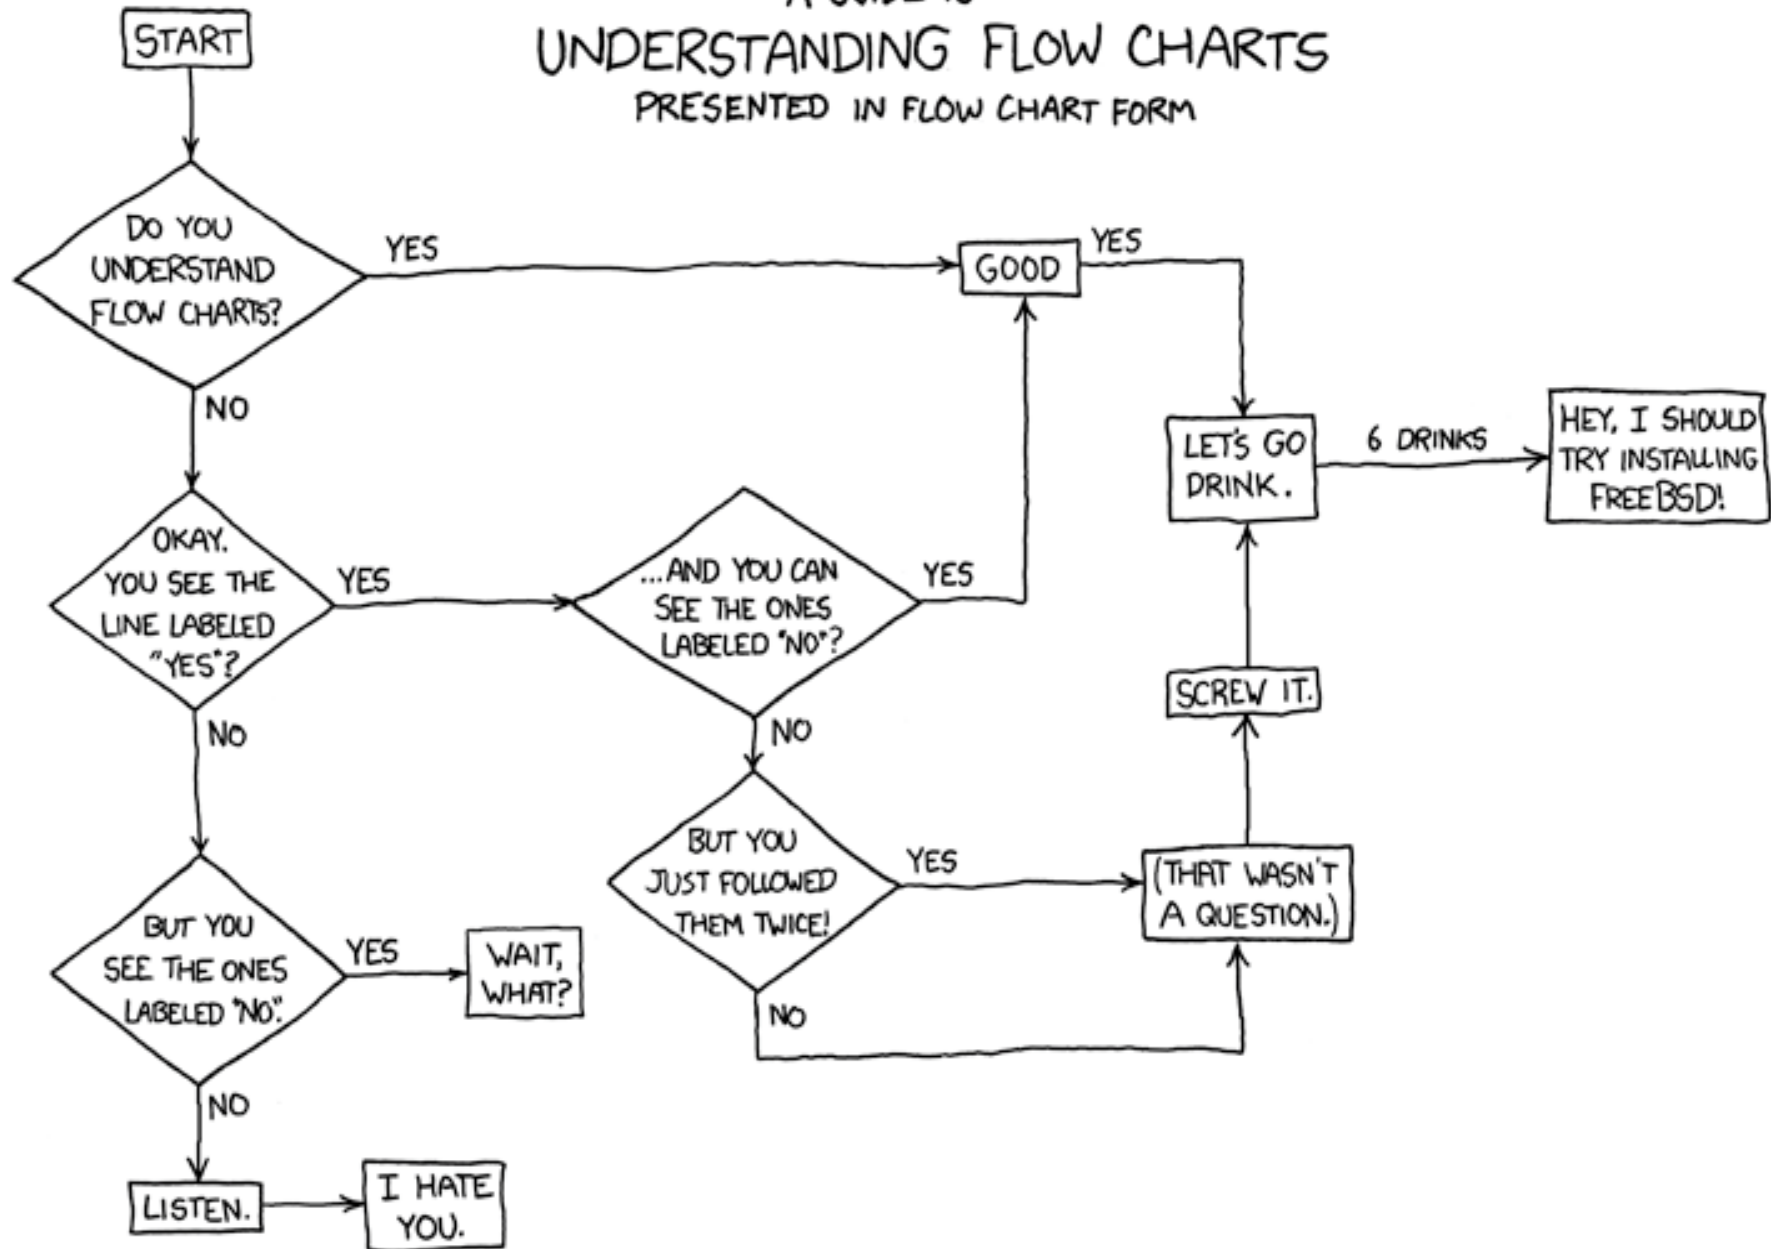 A GUIDE TO
UNDERSTANDING FLOW CHARTS
PRESENTED IN FLOW CHART FORM
START
DO YOU
UNDERSTAND
FLOW CHARTS?
YES
GOOD
YES
NO
LET'S GO
DRINK.
6 DRINKS
HEY, I SHOULD
TRY INSTALLING
FREEBSD!
OKAY.
YOU SEE THE
LINE LABELED
"YES"?
YES
...AND YOU CAN
SEE THE ONES
LABELED "NO"?
YES
NO
NO
SCREW IT.
BUT YOU
JUST FOLLOWED
THEM TWICE!
YES
(THAT WASN'T
A QUESTION.)
NO
BUT YOU
SEE THE ONES
LABELED "NO".
YES
WAIT,
WHAT?
NO
LISTEN.
I HATE
YOU.